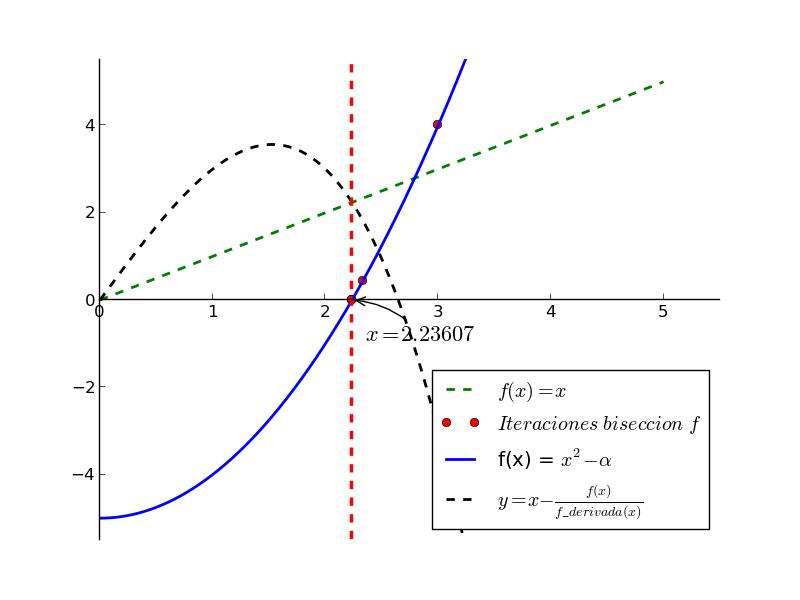 4
2
0
−2
−4
0 1 2 3 4 5
x=2.23607
f(x)=x
Iteraciones biseccion f
f(x) = x²−α
y=x−f(x)/f_derivada(x)